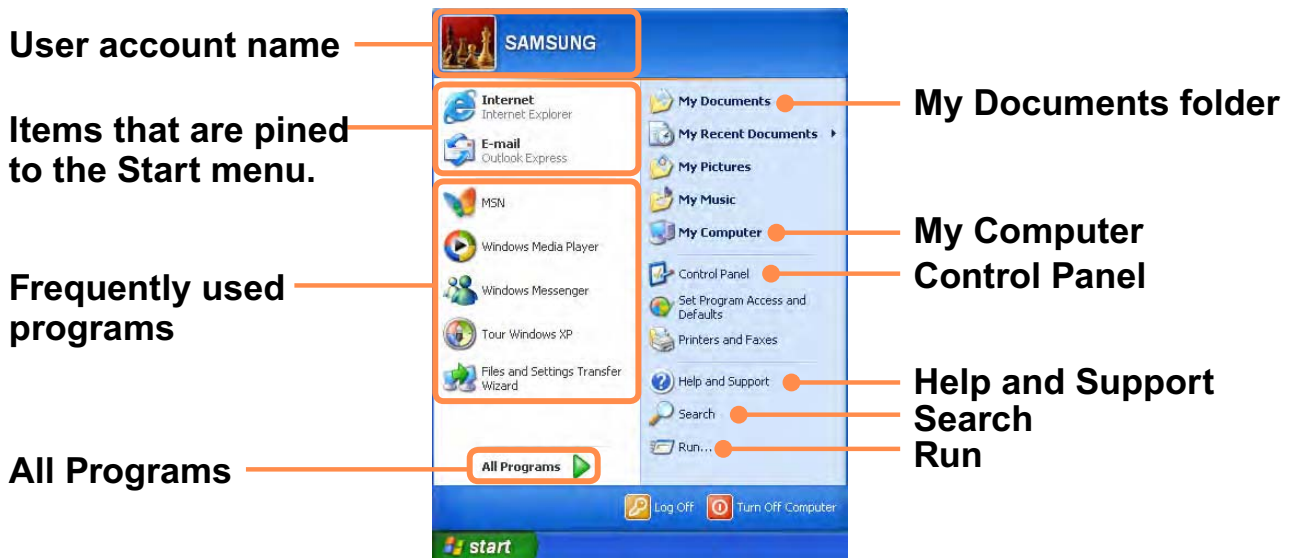 User account name
Items that are pined
to the Start menu.
Frequently used
programs
All Programs
SAMSUNG
Internet
Internet Explorer
E-mail
Outlook Express
MSN
Windows Media Player
Windows Messenger
Tour Windows XP
Files and Settings Transfer
Wizard
All Programs
My Documents
My Recent Documents
My Pictures
My Music
My Computer
Control Panel
Set Program Access and
Defaults
Printers and Faxes
Help and Support
Search
Run...
Log Off
Turn Off Computer
start
My Documents folder
My Computer
Control Panel
Help and Support
Search
Run